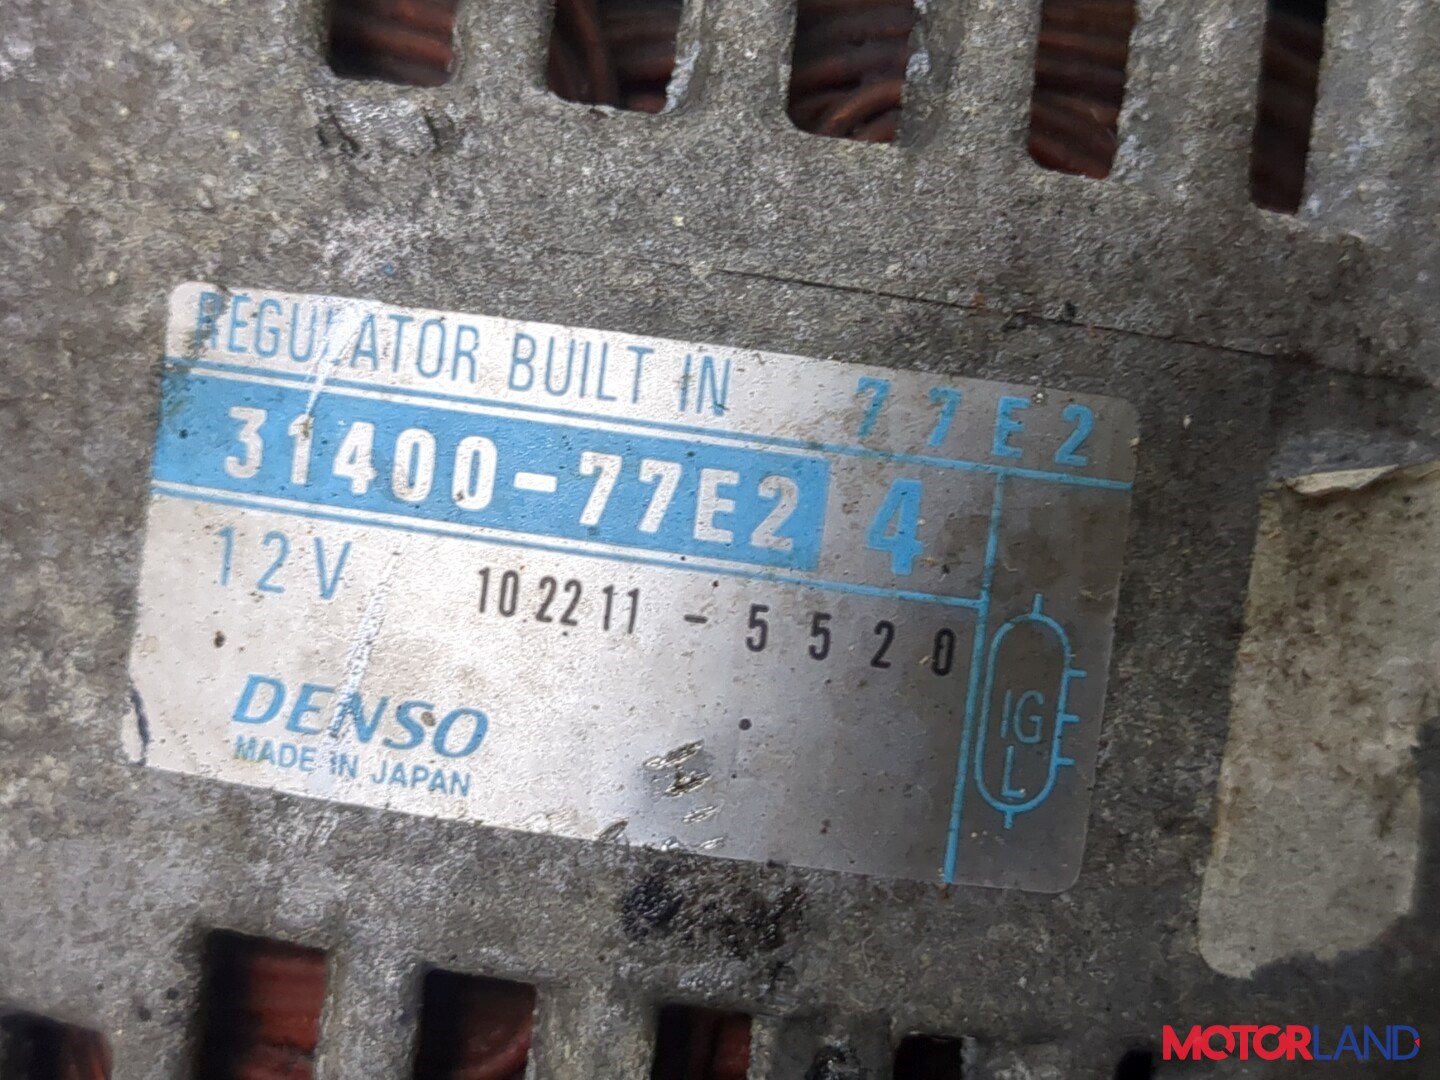 REGULATOR BUILT IN 77E2
31400-77E2 4
12V 102211-5520
DENSO
MADE IN JAPAN
IG
L
MOTORLAND